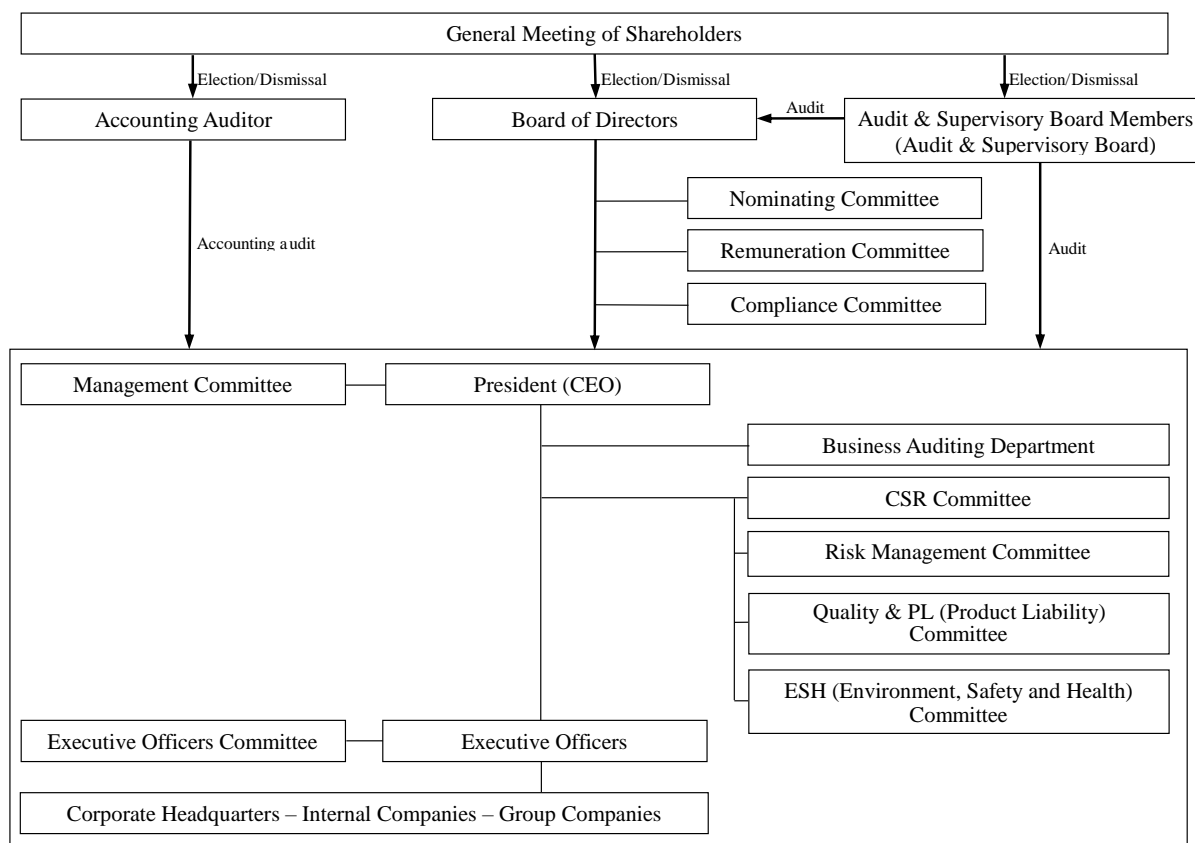 General Meeting of Shareholders
Election/Dismissal
Election/Dismissal
Election/Dismissal
Accounting Auditor
Board of Directors
Audit
Audit & Supervisory Board Members
(Audit & Supervisory Board)
Nominating Committee
Accounting audit
Remuneration Committee
Audit
Compliance Committee
Management Committee
President (CEO)
Business Auditing Department
CSR Committee
Risk Management Committee
Quality & PL (Product Liability)
Committee
ESH (Environment, Safety and Health)
Committee
Executive Officers Committee
Executive Officers
Corporate Headquarters – Internal Companies – Group Companies